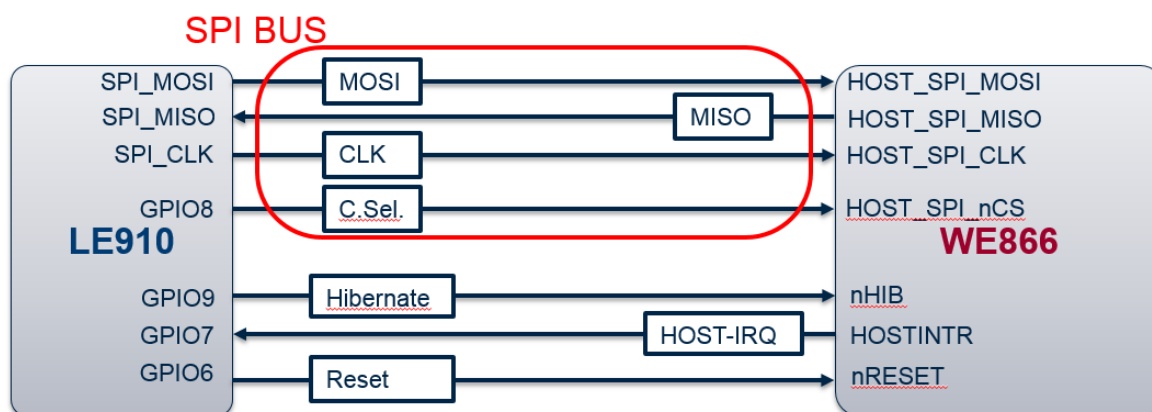 SPI BUS
SPI_MOSI MOSI HOST_SPI_MOSI
SPI_MISO MISO HOST_SPI_MISO
SPI_CLK CLK HOST_SPI_CLK
GPIO8 C.Sel. HOST_SPI_nCS
LE910 WE866
GPIO9 Hibernate nHIB
GPIO7 HOST-IRQ HOSTINTR
GPIO6 Reset nRESET